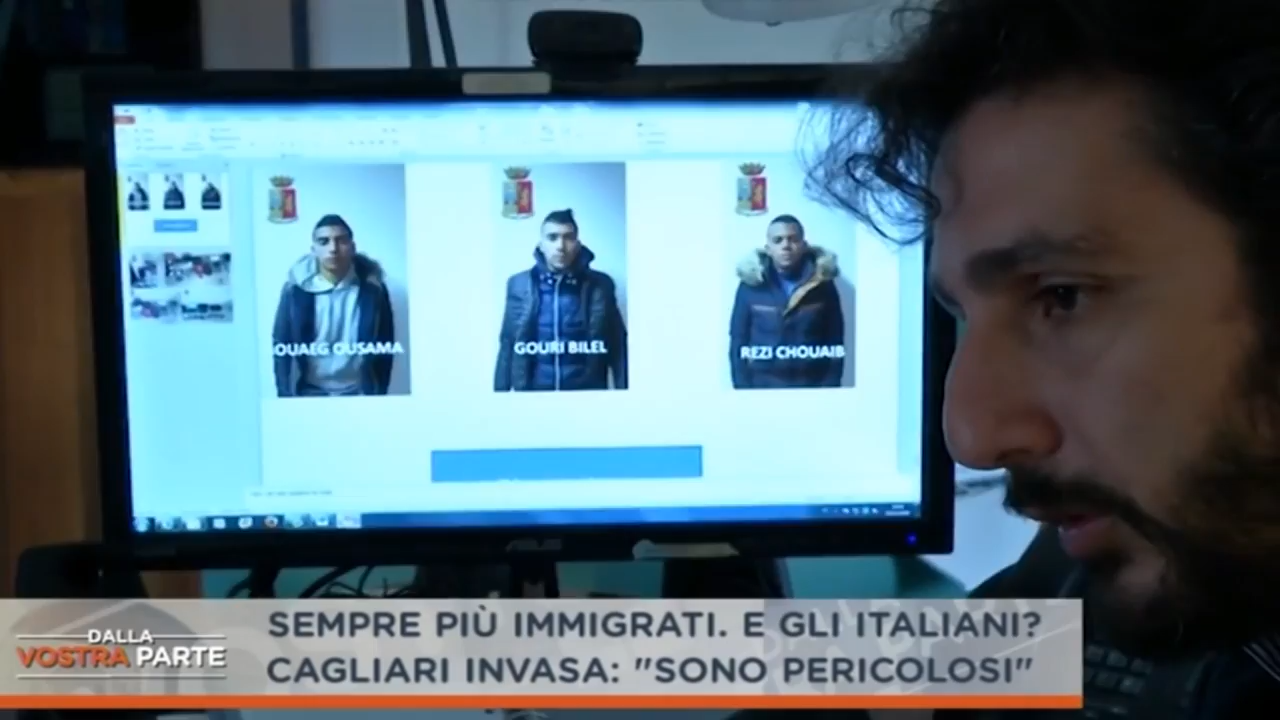 OUAEG OUSAMA
GOURI BILEL
REZI CHOUAIB
DALLA
VOSTRA PARTE
SEMPRE PIÙ IMMIGRATI. E GLI ITALIANI?
CAGLIARI INVASA: "SONO PERICOLOSI"